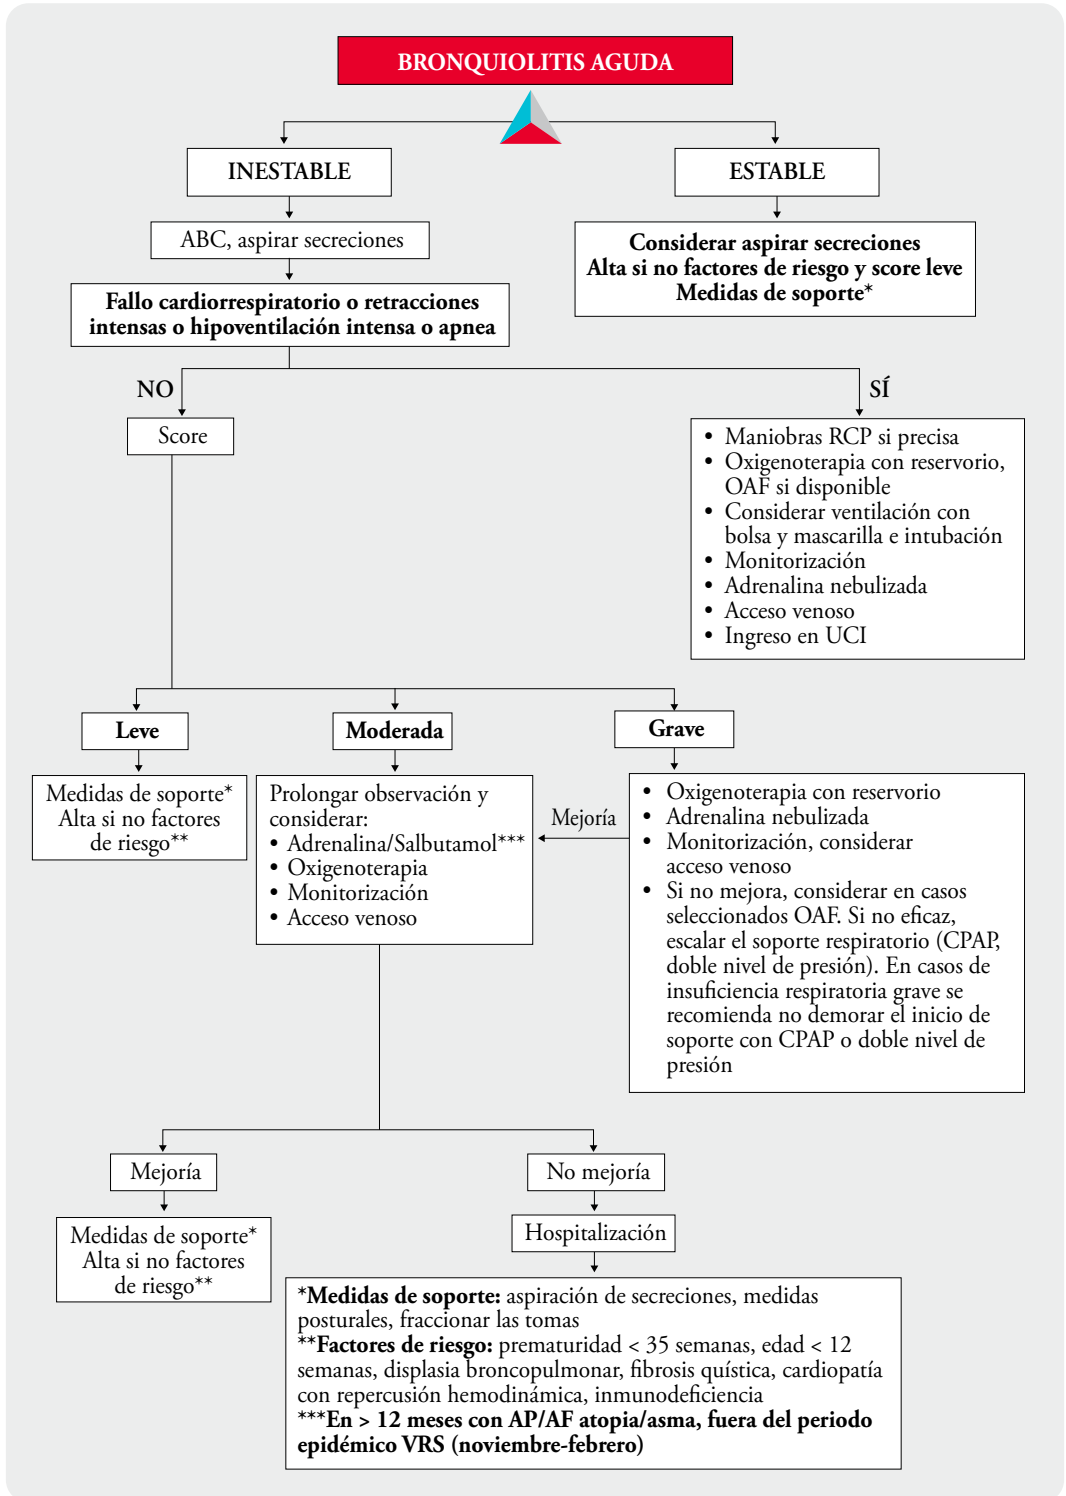 BRONQUIOLITIS AGUDA
INESTABLE
ESTABLE
ABC, aspirar secreciones
Considerar aspirar secreciones
Alta si no factores de riesgo y score leve
Medidas de soporte*
Fallo cardiorrespiratorio o retracciones
intensas o hipoventilación intensa o apnea
NO
SÍ
Score
• Maniobras RCP si precisa
• Oxigenoterapia con reservorio,
OAF si disponible
• Considerar ventilación con
bolsa y mascarilla e intubación
• Monitorización
• Adrenalina nebulizada
• Acceso venoso
• Ingreso en UCI
Leve
Moderada
Grave
Medidas de soporte*
Alta si no factores
de riesgo**
Prolongar observación y
considerar:
• Adrenalina/Salbutamol***
• Oxigenoterapia
• Monitorización
• Acceso venoso
Mejoría
• Oxigenoterapia con reservorio
• Adrenalina nebulizada
• Monitorización, considerar
acceso venoso
• Si no mejora, considerar en casos
seleccionados OAF. Si no eficaz,
escalar el soporte respiratorio (CPAP,
doble nivel de presión). En casos de
insuficiencia respiratoria grave se
recomienda no demorar el inicio de
soporte con CPAP o doble nivel de
presión
Mejoría
No mejoría
Medidas de soporte*
Alta si no factores
de riesgo**
Hospitalización
*Medidas de soporte: aspiración de secreciones, medidas
posturales, fraccionar las tomas
**Factores de riesgo: prematuridad < 35 semanas, edad < 12
semanas, displasia broncopulmonar, fibrosis quística, cardiopatía
con repercusión hemodinámica, inmunodeficiencia
***En > 12 meses con AP/AF atopia/asma, fuera del periodo
epidémico VRS (noviembre-febrero)